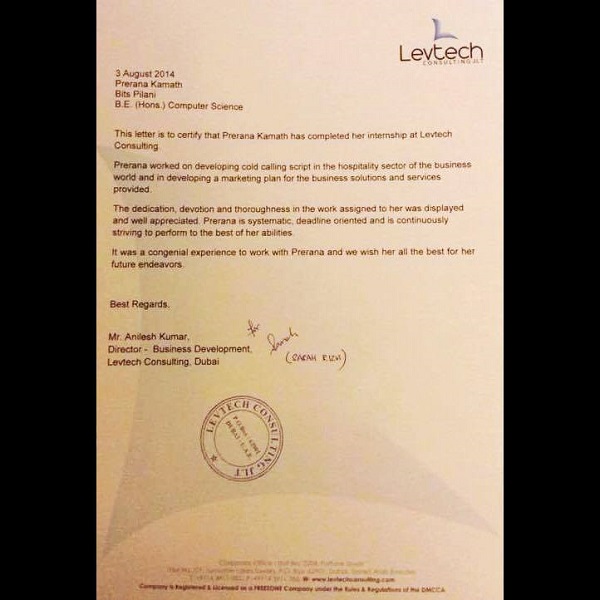 Levtech
CONSULTING JLT
3 August 2014
Prerana Kamath
Bits Pilani
B.E. (Hons.) Computer Science
This letter is to certify that Prerana Kamath has completed her internship at Levtech
Consulting.
Prerana worked on developing cold calling script in the hospitality sector of the business
world and in developing a marketing plan for the business solutions and services
provided.
The dedication, devotion and thoroughness in the work assigned to her was displayed
and well appreciated. Prerana is systematic, deadline oriented and is continuously
striving to perform to the best of her abilities.
It was a congenial experience to work with Prerana and we wish her all the best for her
future endeavors.
Best Regards,
Mr. Anilesh Kumar,
for
Sarah
Director - Business Development,
(SARAH RIZVI)
Levtech Consulting, Dubai
LEVTECH CONSULTING JLT
P.O.Box
DUBAI - U.A.E.
W: www.levtechconsulting.com
Company is Registered & Licensed as a FREEZONE Company under the Rules & Regulations of the DMCCA